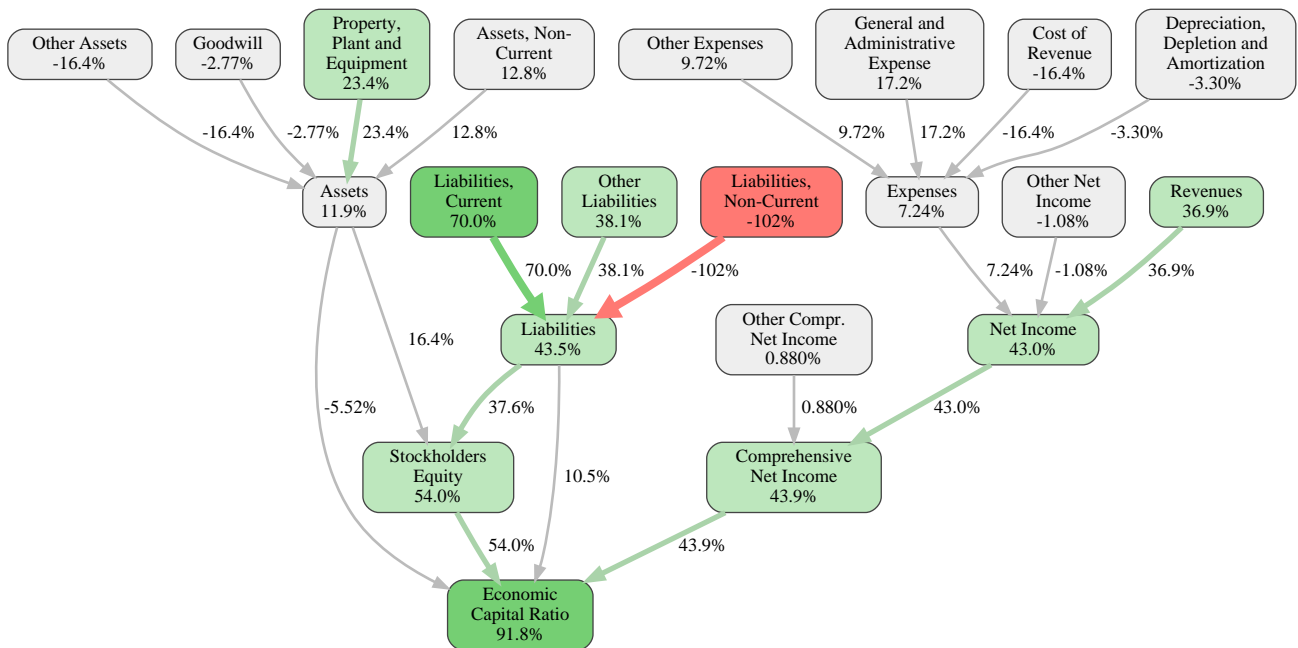 Other Assets
-16.4%
Goodwill
-2.77%
Property,
Plant and
Equipment
23.4%
Assets, Non-
Current
12.8%
Other Expenses
9.72%
General and
Administrative
Expense
17.2%
Cost of
Revenue
-16.4%
Depreciation,
Depletion and
Amortization
-3.30%
-16.4%
-2.77%
23.4%
12.8%
9.72%
17.2%
-16.4%
-3.30%
Assets
11.9%
Liabilities,
Current
70.0%
Other
Liabilities
38.1%
Liabilities,
Non-Current
-102%
Expenses
7.24%
Other Net
Income
-1.08%
Revenues
36.9%
70.0%
38.1%
-102%
7.24%
-1.08%
36.9%
16.4%
Liabilities
43.5%
Other Compr.
Net Income
0.880%
Net Income
43.0%
-5.52%
37.6%
0.880%
43.0%
Stockholders
Equity
54.0%
10.5%
Comprehensive
Net Income
43.9%
54.0%
43.9%
Economic
Capital Ratio
91.8%